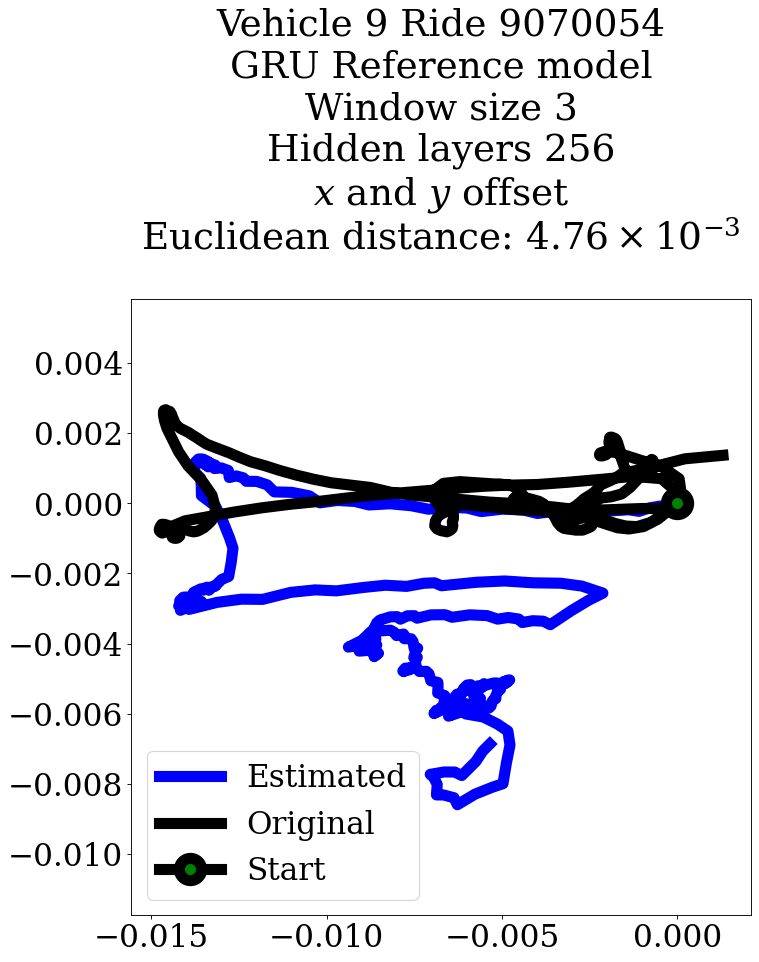 Vehicle 9 Ride 9070054
GRU Reference model
Window size 3
Hidden layers 256
x and y offset
Euclidean distance: 4.76 × 10⁻³
0.004
0.002
0.000
−0.002
−0.004
−0.006
−0.008
−0.010
Estimated
Original
Start
−0.015 −0.010 −0.005 0.000